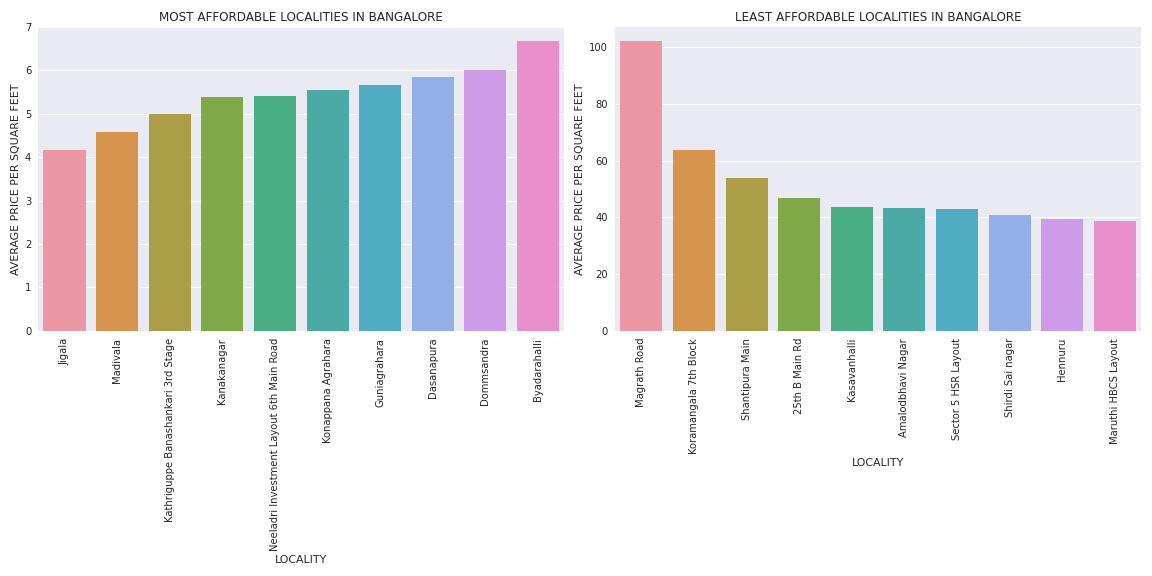 MOST AFFORDABLE LOCALITIES IN BANGALORE
AVERAGE PRICE PER SQUARE FEET
7
6
5
4
3
2
1
0
Jigala
Madivala
Kathriguppe Banashankari 3rd Stage
Kanakanagar
Neeladri Investment Layout 6th Main Road
Konappana Agrahara
Guniagrahara
Dasanapura
Dommsandra
Byadarahalli
LOCALITY
LEAST AFFORDABLE LOCALITIES IN BANGALORE
AVERAGE PRICE PER SQUARE FEET
100
80
60
40
20
0
Magrath Road
Koramangala 7th Block
Shantipura Main
25th B Main Rd
Kasavanhalli
Amalodbhavi Nagar
Sector 5 HSR Layout
Shirdi Sai nagar
Hennuru
Maruthi HBCS Layout
LOCALITY